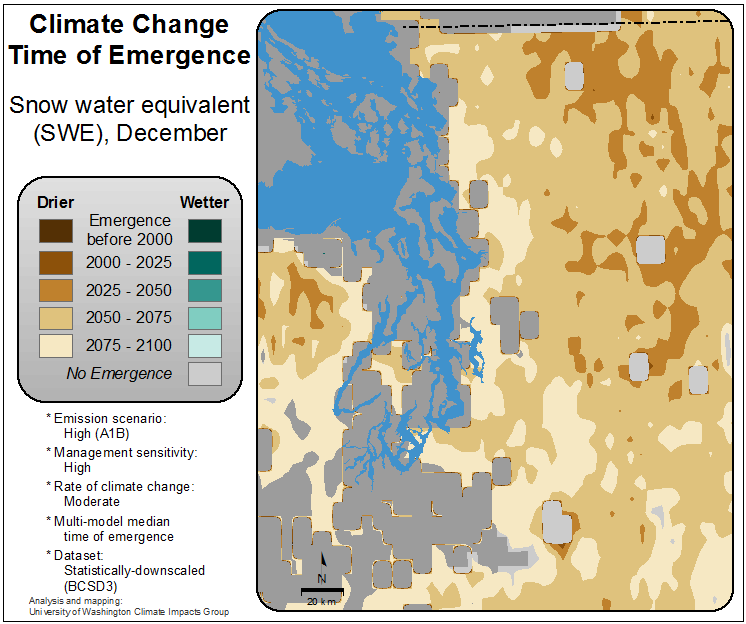 Climate Change
Time of Emergence
Snow water equivalent
(SWE), December
Drier
Wetter
Emergence
before 2000
2000 - 2025
2025 - 2050
2050 - 2075
2075 - 2100
No Emergence
* Emission scenario:
High (A1B)
* Management sensitivity:
High
* Rate of climate change:
Moderate
* Multi-model median
time of emergence
* Dataset:
Statistically-downscaled
(BCSD3)
Analysis and mapping:
University of Washington Climate Impacts Group
N
20 km